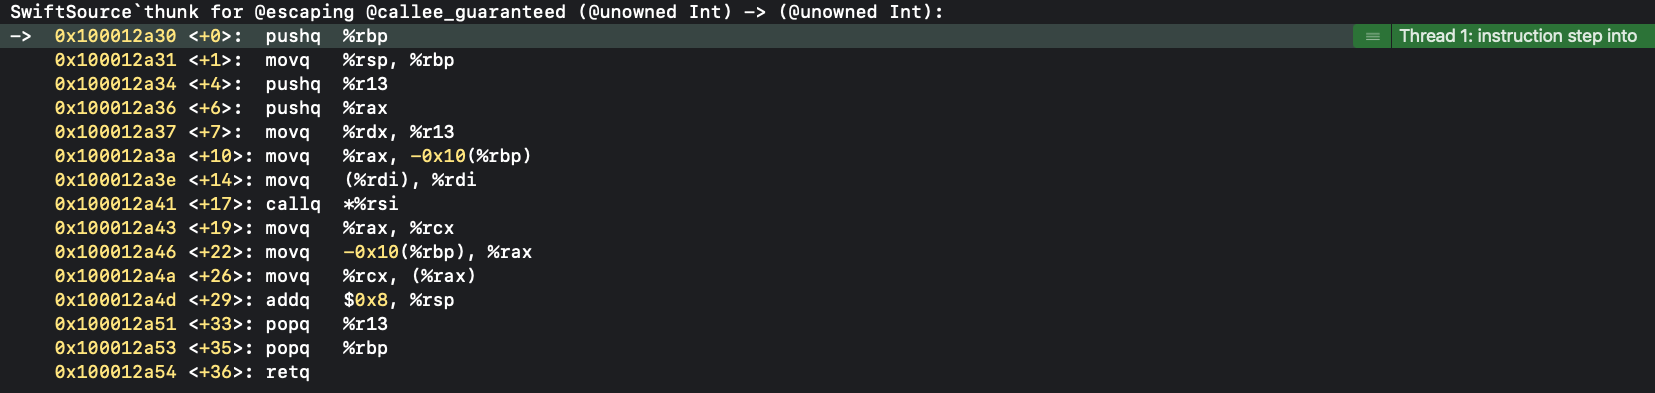 SwiftSource`thunk for @escaping @callee_guaranteed (@unowned Int) -> (@unowned Int):
->  0x100012a30 <+0>:  pushq  %rbp Thread 1: instruction step into
0x100012a31 <+1>:  movq   %rsp, %rbp
0x100012a34 <+4>:  pushq  %r13
0x100012a36 <+6>:  pushq  %rax
0x100012a37 <+7>:  movq   %rdx, %r13
0x100012a3a <+10>: movq   %rax, -0x10(%rbp)
0x100012a3e <+14>: movq   (%rdi), %rdi
0x100012a41 <+17>: callq  *%rsi
0x100012a43 <+19>: movq   %rax, %rcx
0x100012a46 <+22>: movq   -0x10(%rbp), %rax
0x100012a4a <+26>: movq   %rcx, (%rax)
0x100012a4d <+29>: addq   $0x8, %rsp
0x100012a51 <+33>: popq   %r13
0x100012a53 <+35>: popq   %rbp
0x100012a54 <+36>: retq